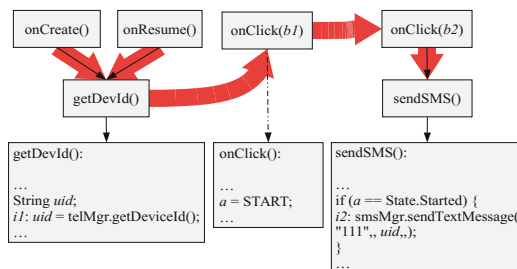 onCreate()
onResume()
onClick(b1)
onClick(b2)
getDevId()
sendSMS()
getDevId():
…
String uid;
i1: uid = telMgr.getDeviceId();
…
onClick():
…
a = START;
…
sendSMS():
…
if (a == State.Started) {
i2: smsMgr.sendTextMessage(
"111",, uid,,);
}
…